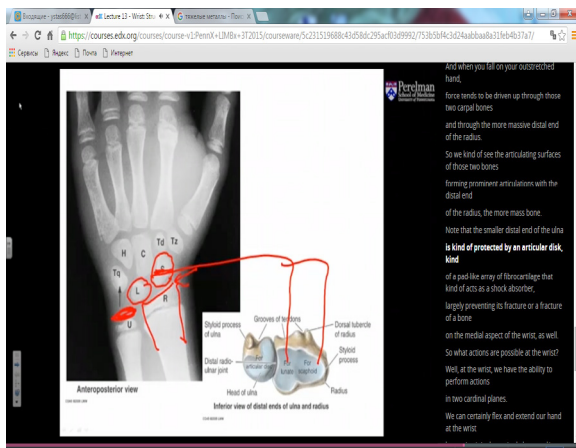 Входящие - ystas680@
Lecture 13 - Wrist Stru
тяжелые металлы - Поис
https://courses.edx.org/courses/course-v1:PennX+LIMBx+3T2015/courseware/5c231519688c43d58dc295acf03d9992/753b5bf4c3d24aabbaa8a31feb4b37a7/
Сервисы Яндекс Почта Интернет
Perelman
School of Medicine
H C Td Tz
Tq S
L
R
U
Anteroposterior view
Styloid process
of ulna
Grooves of tendons
Dorsal tubercle
of radius
Distal radio-
ulnar joint
For
articular disc
For
lunate
For
scaphoid
Styloid
process
Head of ulna
Radius
Inferior view of distal ends of ulna and radius
And when you fall on your outstretched
hand,
force tends to be driven up through those
two carpal bones
and through the more massive distal end
of the radius.
So we kind of see the articulating surfaces
of those two bones
forming prominent articulations with the
distal end
of the radius, the more mass bone.
Note that the smaller distal end of the ulna
is kind of protected by an articular disk,
kind
of a pad-like array of fibrocartilage that
kind of acts as a shock absorber,
largely preventing its fracture or a fracture
of a bone
on the medial aspect of the wrist, as well.
So what actions are possible at the wrist?
Well, at the wrist, we have the ability to
perform actions
in two cardinal planes.
We can certainly flex and extend our hand
at the wrist